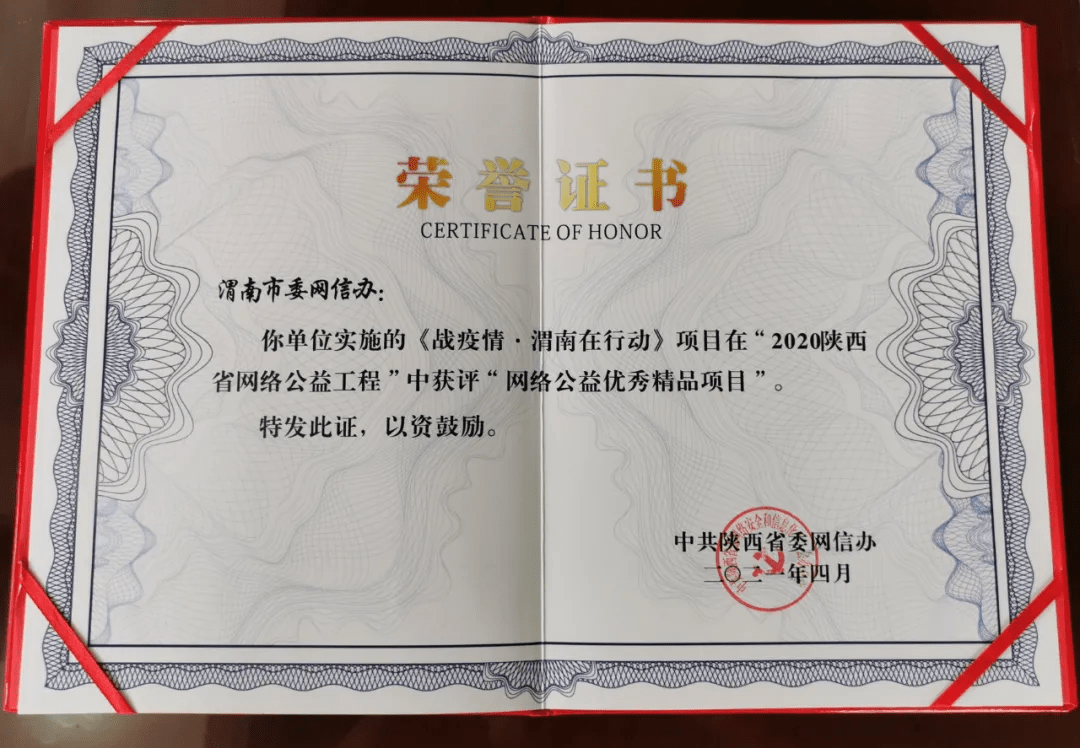 荣誉证书
CERTIFICATE OF HONOR
渭南市委网信办:
你单位实施的《战疫情·渭南在行动》项目在“2020陕西
省网络公益工程”中获评“网络公益优秀精品项目”。
特发此证,以资鼓励。
中共陕西省委网信办
二〇二一年四月